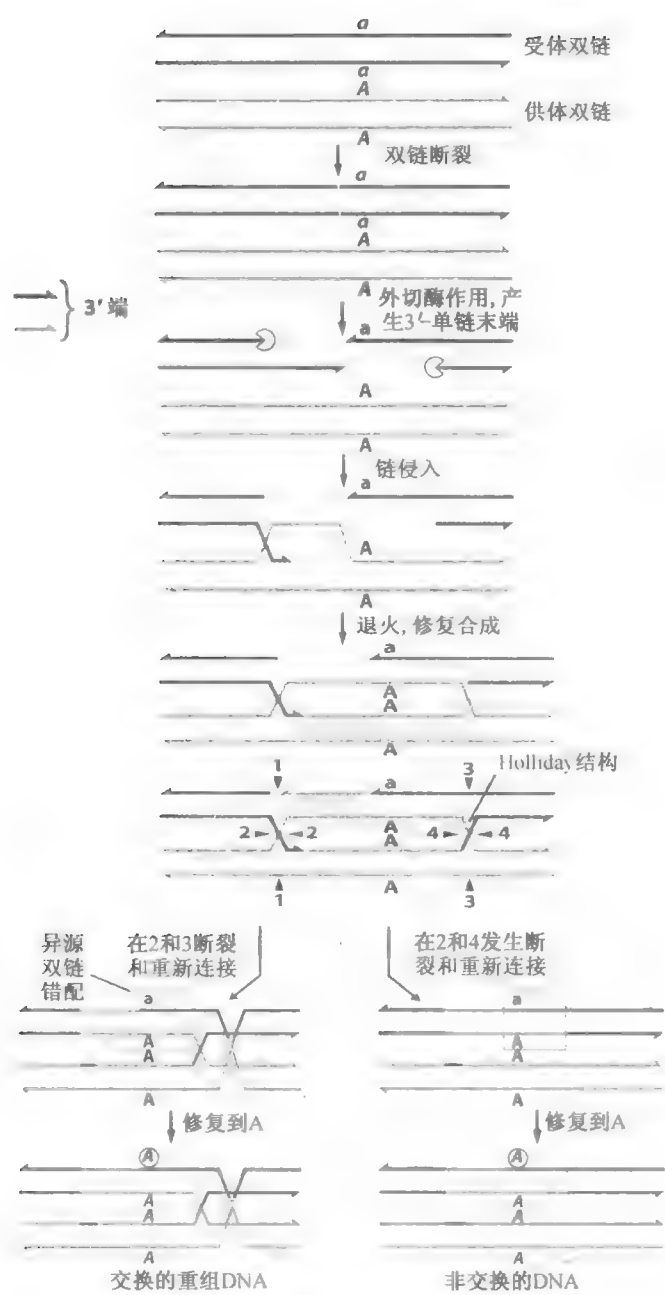 a
受体双链
a
A
供体双链
A
双链断裂
a
a
A
A
3′端
外切酶作用,产
生3′-单链末端
a
A
A
链侵入
a
A
A
退火,修复合成
a
A
A
A
1
3
Holliday结构
a
2
2
A
A
4
4
A
1
3
异源
双链
错配
在2和3断裂
和重新连接
在2和4发生断
裂和重新连接
a
A
A
A
a
A
A
A
修复到A
修复到A
A
A
A
A
A
A
A
A
交换的重组DNA
非交换的DNA